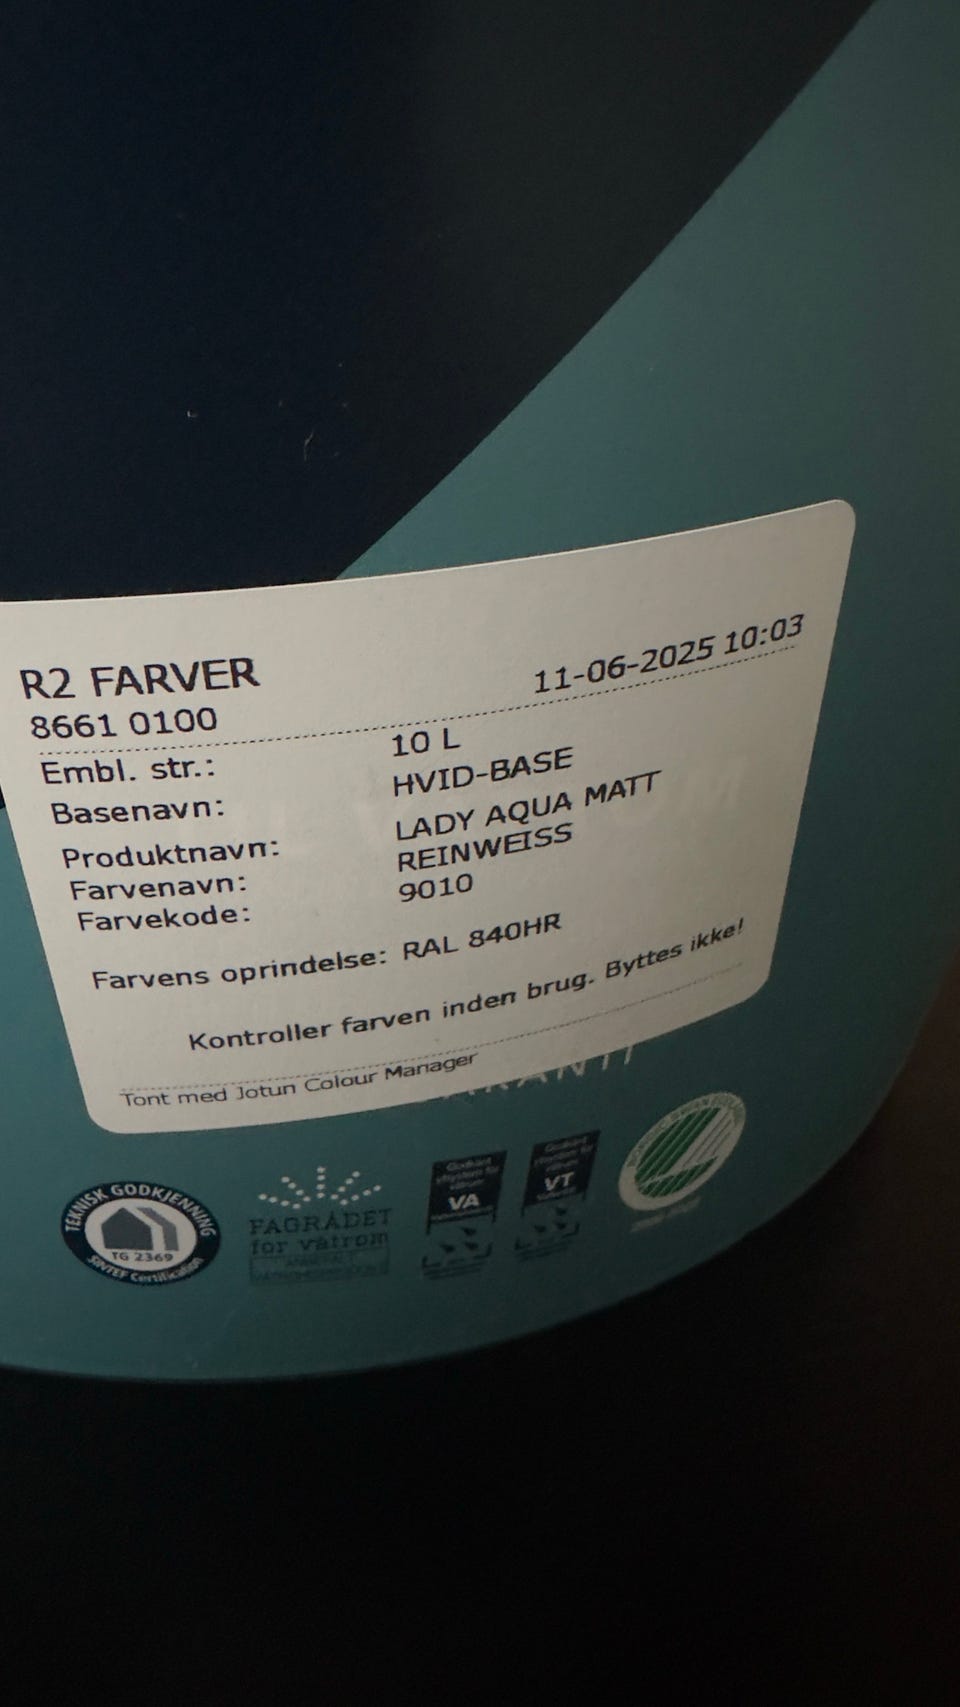 R2 FARVER
8661 0100
11-06-2025 10:03
Embl. str.: 10 L
Basenavn: HVID-BASE
Produktnavn: LADY AQUA MATT
Farvenavn: REINWEISS
Farvekode: 9010
Farvens oprindelse: RAL 840HR
Kontroller farven inden brug. Byttes ikke!
Tont med Jotun Colour Manager
TEKNISK GODKJENNING
TG 2369
SINTEF Certification
FAGRÅDET
for våtrom
VA
VT